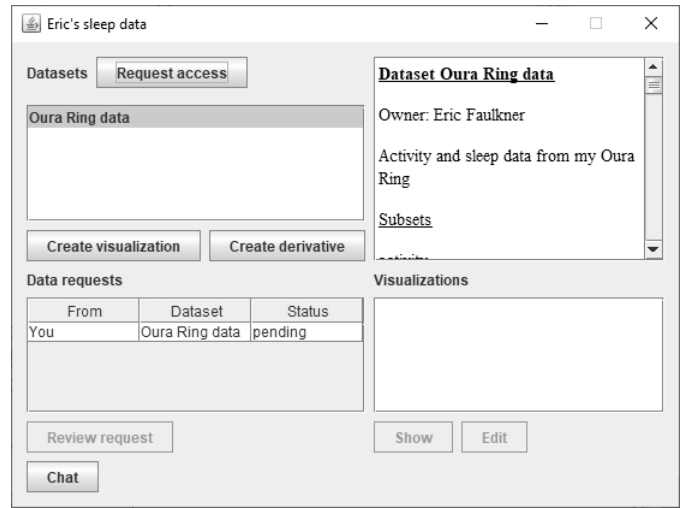 Eric's sleep data
Datasets Request access
Oura Ring data
Create visualization Create derivative
Dataset Oura Ring data
Owner: Eric Faulkner
Activity and sleep data from my Oura
Ring
Subsets
Data requests
From Dataset Status
You Oura Ring data pending
Review request
Chat
Visualizations
Show Edit